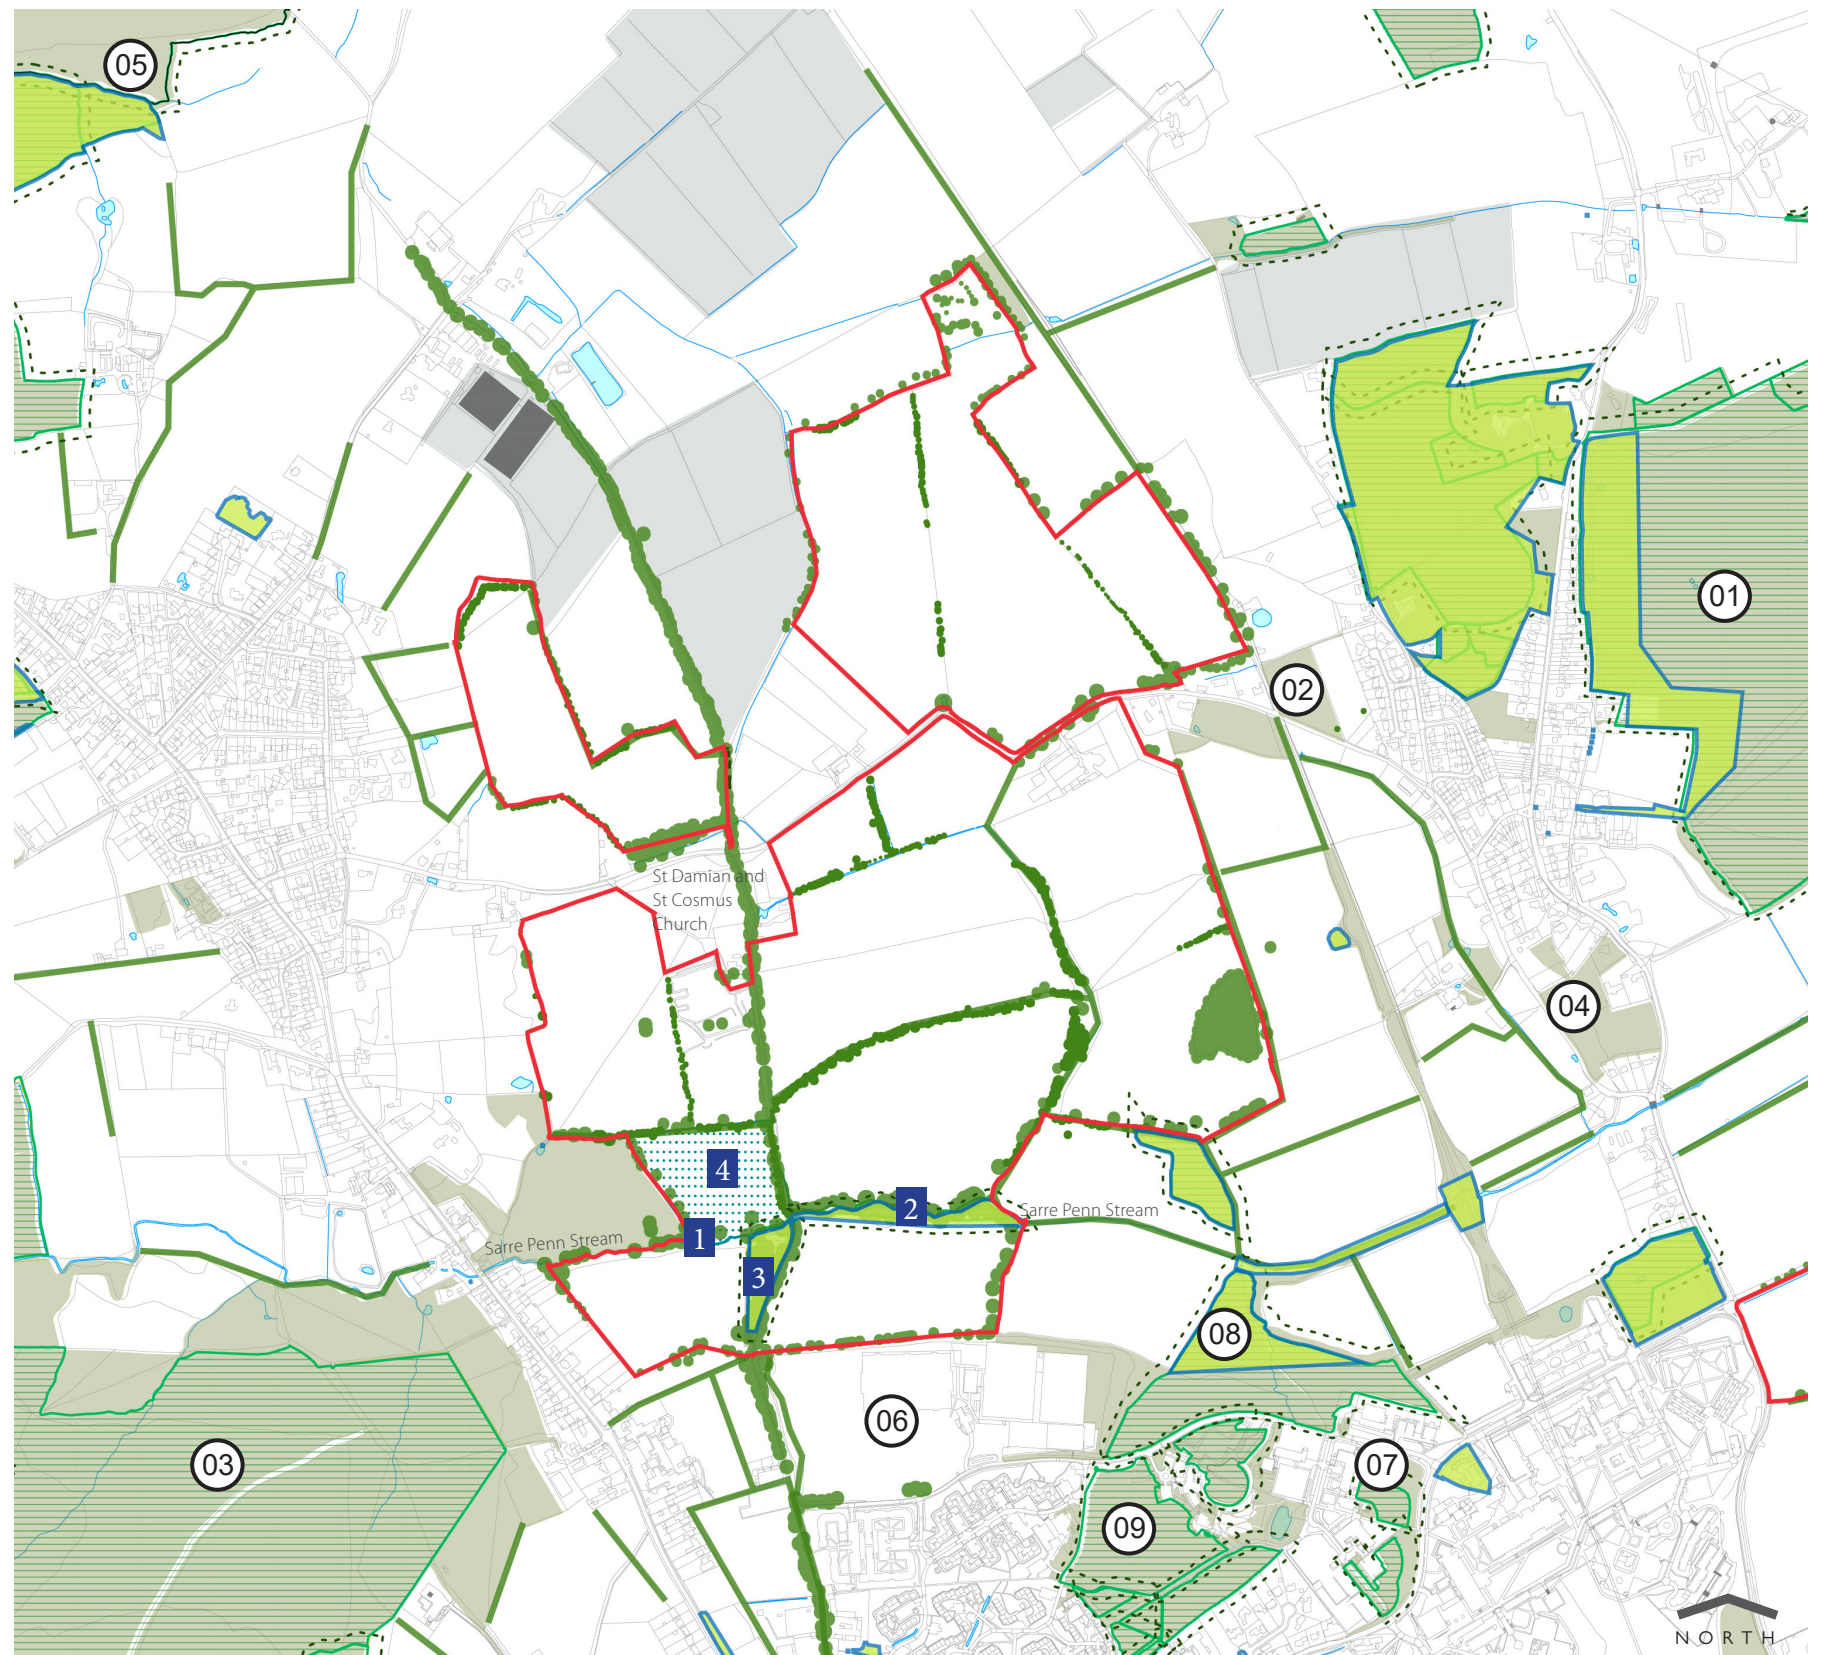 05
01
02
St Damian and
St Cosmus
Church
04
4
2
Sarre Penn Stream
1
Sarre Penn Stream
3
08
06
03
07
09
NORTH